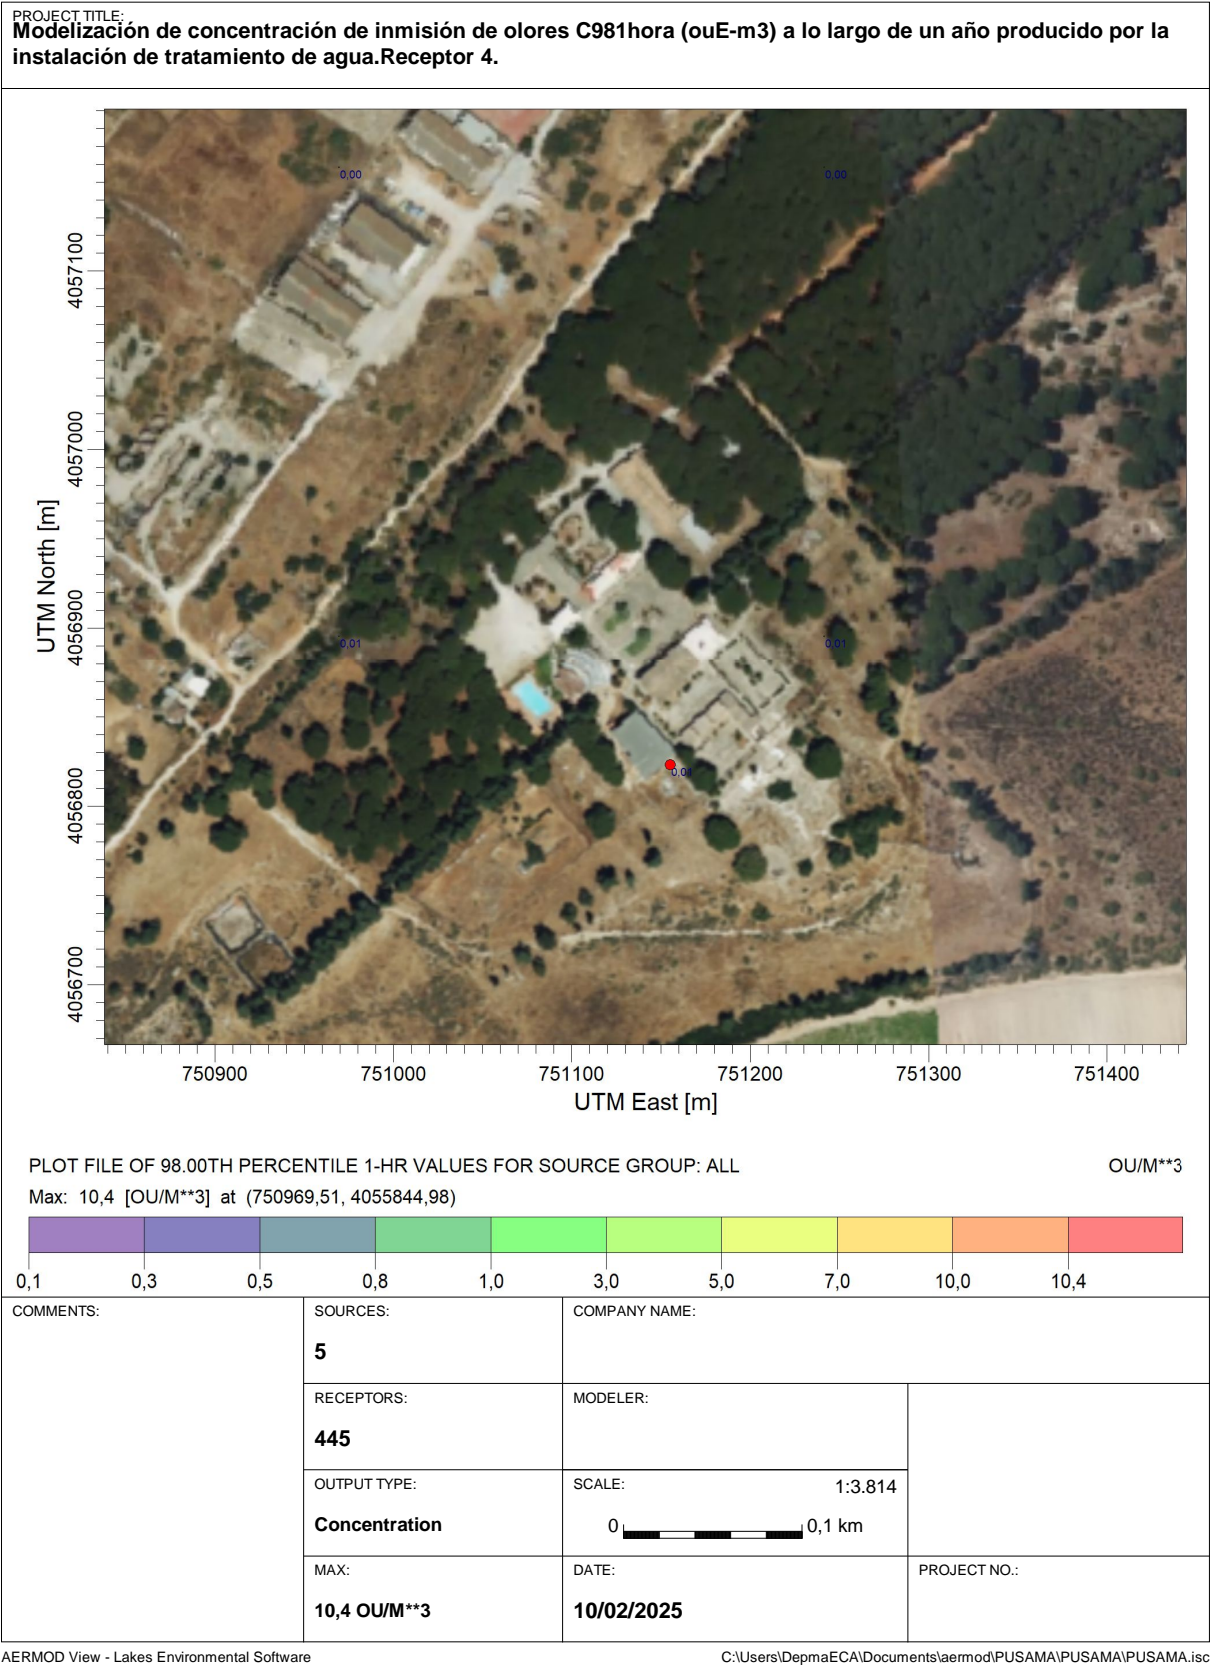 PROJECT TITLE:
Modelización de concentración de inmisión de olores C981hora (ouE-m3) a lo largo de un año producido por la
instalación de tratamiento de agua.Receptor 4.
0,00
0,00
4057100
4057000
UTM North [m]
4056900
0,01
0,01
0,01
4056800
4056700
750900
751000
751100
751200
751300
751400
UTM East [m]
PLOT FILE OF 98.00TH PERCENTILE 1-HR VALUES FOR SOURCE GROUP: ALL
OU/M**3
Max: 10,4 [OU/M**3] at (750969,51, 4055844,98)
0,1
0,3
0,5
0,8
1,0
3,0
5,0
7,0
10,0
10,4
COMMENTS:
SOURCES:
5
COMPANY NAME:
RECEPTORS:
445
MODELER:
OUTPUT TYPE:
Concentration
SCALE:
1:3.814
0
0,1 km
MAX:
10,4 OU/M**3
DATE:
10/02/2025
PROJECT NO.:
AERMOD View - Lakes Environmental Software
C:\Users\DepmaECA\Documents\aermod\PUSAMA\PUSAMA\PUSAMA.isc